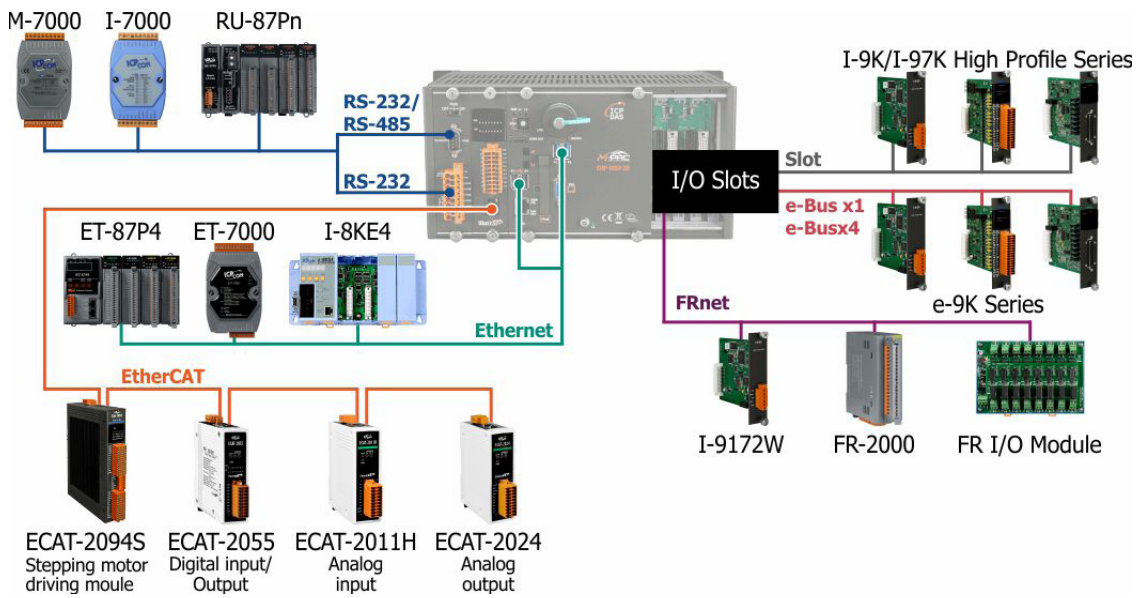 M-7000
I-7000
RU-87Pn
RS-232/
RS-485
RS-232
ICP
DAS
I/O Slots
I-9K/I-97K High Profile Series
Slot
e-Bus x1
e-Busx4
e-9K Series
FRnet
I-9172W
FR-2000
FR I/O Module
ET-87P4
ET-7000
I-8KE4
Ethernet
EtherCAT
ECAT-2094S
Stepping motor
driving moule
ECAT-2055
Digital input/
Output
ECAT-2011H
Analog
input
ECAT-2024
Analog
output